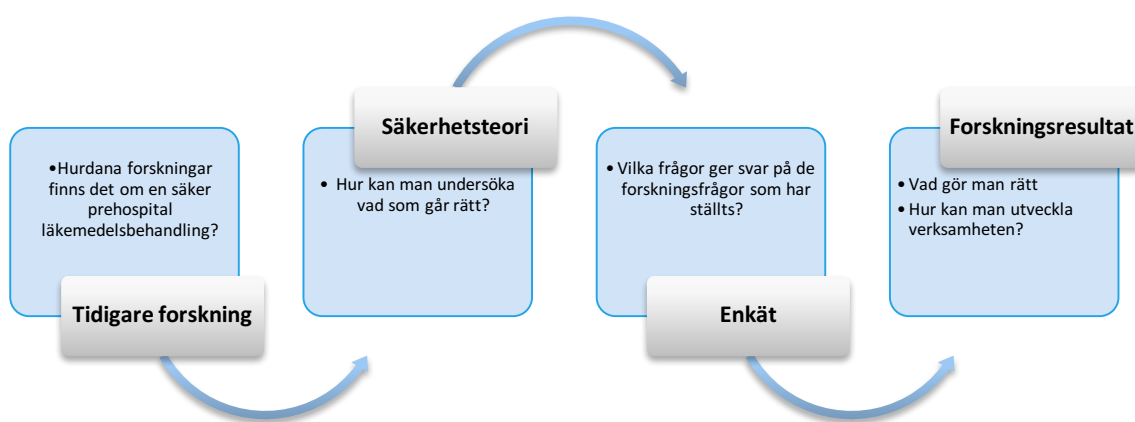 •Hurdana forskningar
finns det om en säker
prehospital
läkemedelsbehandling?
Tidigare forskning
Säkerhetsteori
• Hur kan man undersöka
vad som går rätt?
• Vilka frågor ger svar på de
forskningsfrågor som har
ställts?
Enkät
Forskningsresultat
• Vad gör man rätt
• Hur kan man utveckla
verksamheten?